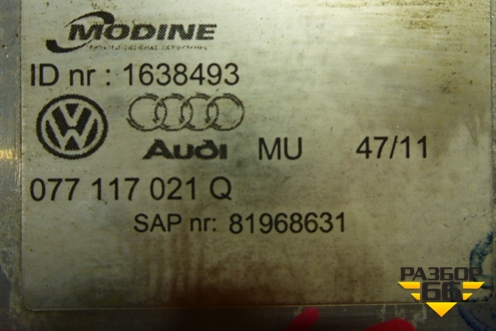 MODINE
ID nr : 1638493
Audi MU 47/11
077 117 021 Q
SAP nr: 81968631
РАЗБОР
66